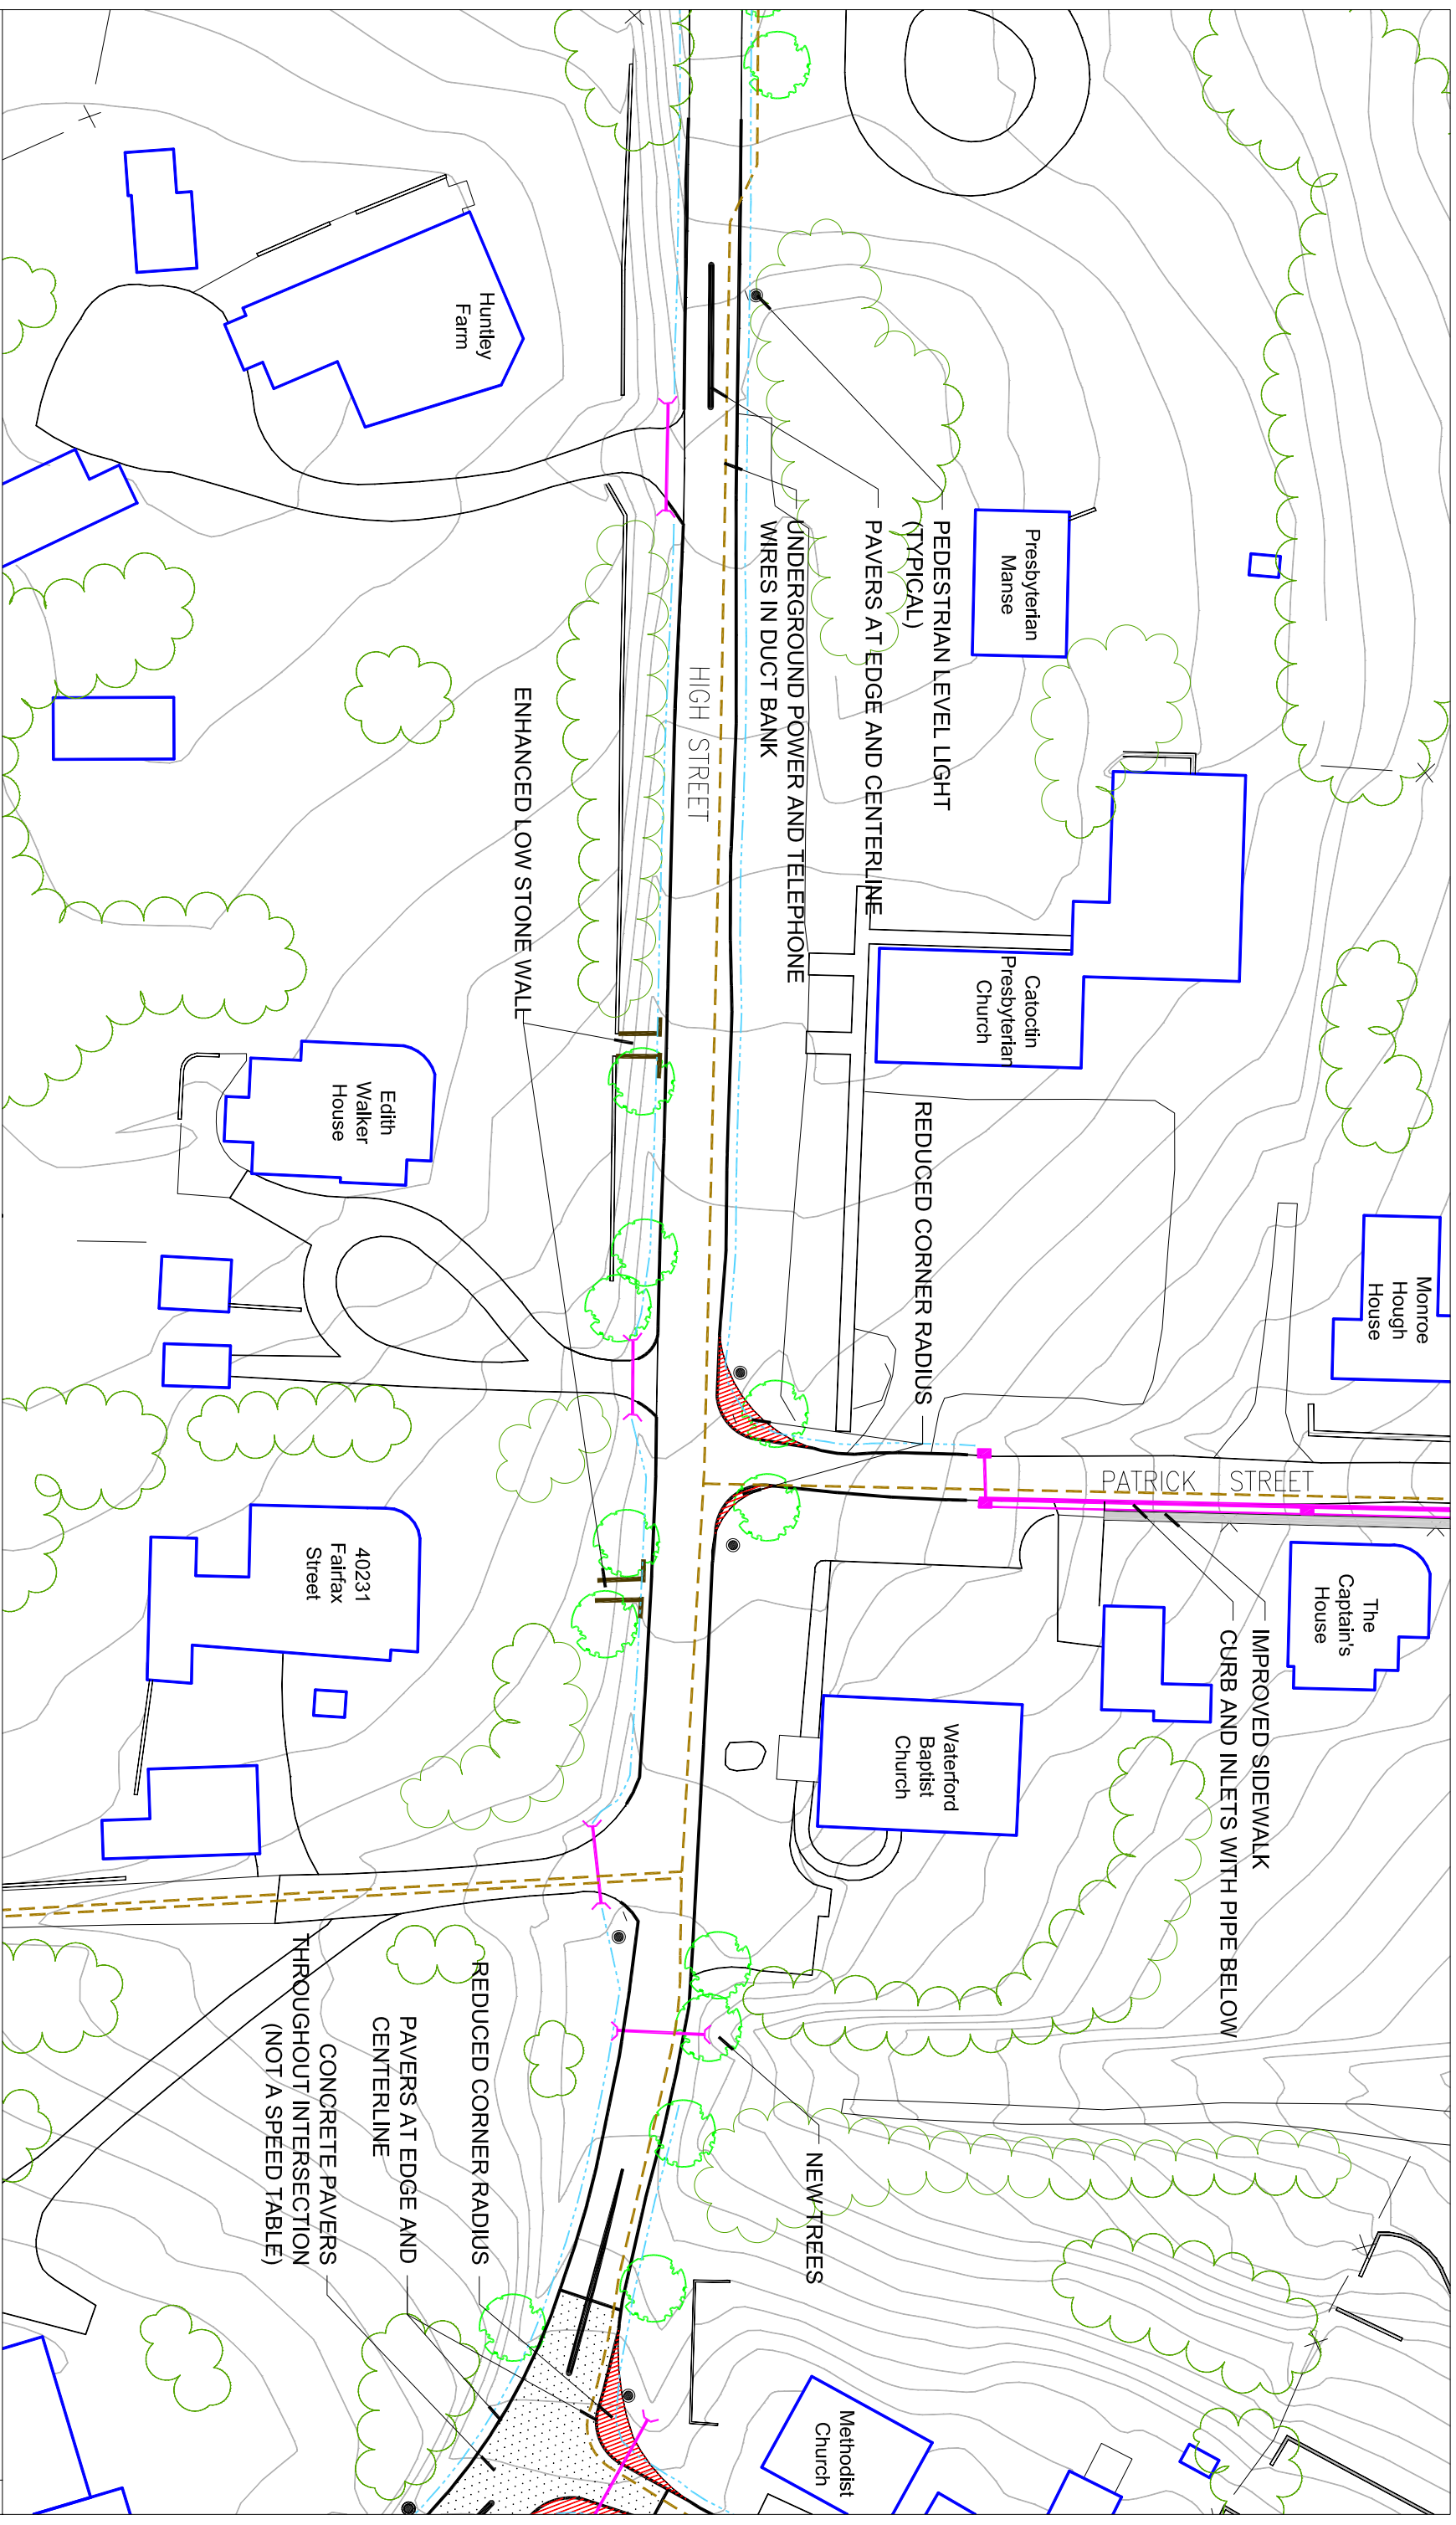 Huntley
Farm
HIGH STREET
ENHANCED LOW STONE WALL
PEDESTRIAN LEVEL LIGHT
(TYPICAL)
PAVERS AT EDGE AND CENTERLINE
UNDERGROUND POWER AND TELEPHONE
WIRES IN DUCT BANK
Presbyterian
Manse
Catoctin
Presbyterian
Church
Edith
Walker
House
REDUCED CORNER RADIUS
Monroe
Hough
House
PATRICK STREET
40231
Fairfax
Street
The
Captain's
House
IMPROVED SIDEWALK
CURB AND INLETS WITH PIPE BELOW
Waterford
Baptist
Church
NEW TREES
REDUCED CORNER RADIUS
PAVERS AT EDGE AND
CENTERLINE
CONCRETE PAVERS
THROUGHOUT INTERSECTION
(NOT A SPEED TABLE)
Methodist
Church